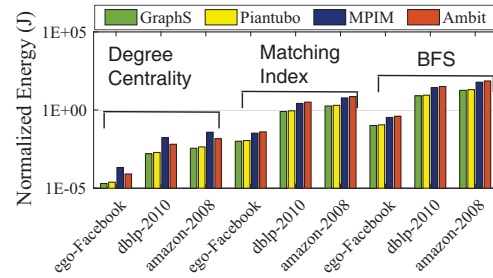 GraphS Piantubo MPIM Ambit
Normalized Energy (J)
1E+05
1E+00
1E-05
Degree
Centrality
Matching
Index
BFS
ego-Facebook
dblp-2010
amazon-2008
ego-Facebook
dblp-2010
amazon-2008
ego-Facebook
dblp-2010
amazon-2008